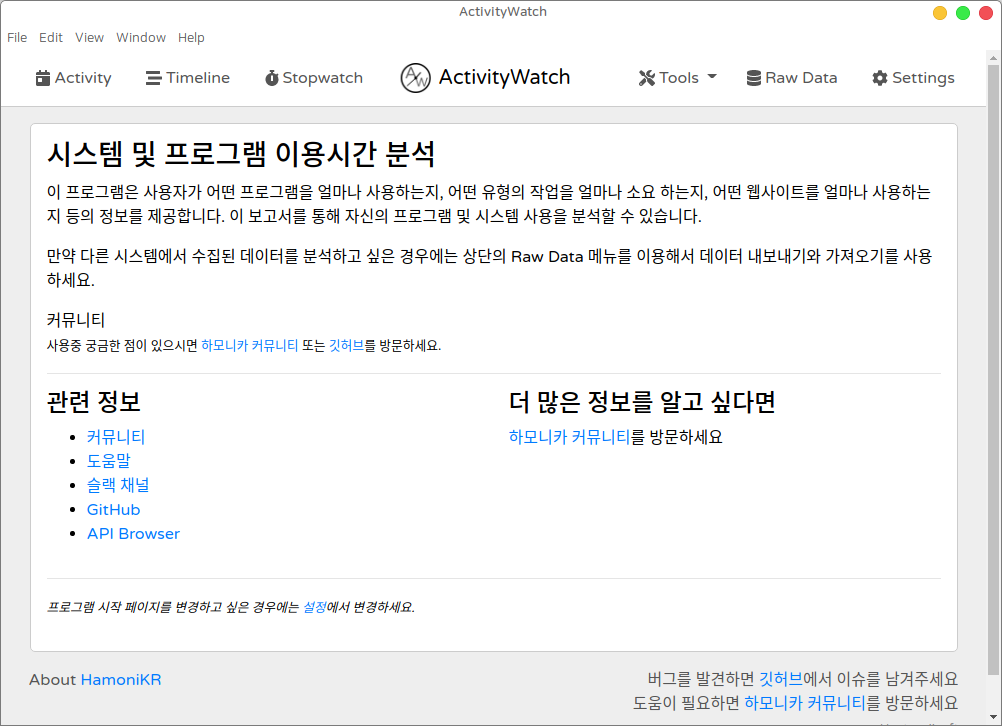 ActivityWatch
File Edit View Window Help
Activity Timeline Stopwatch ActivityWatch Tools Raw Data Settings
시스템 및 프로그램 이용시간 분석
이 프로그램은 사용자가 어떤 프로그램을 얼마나 사용하는지, 어떤 유형의 작업을 얼마나 소요 하는지, 어떤 웹사이트를 얼마나 사용하는
지 등의 정보를 제공합니다. 이 보고서를 통해 자신의 프로그램 및 시스템 사용을 분석할 수 있습니다.
만약 다른 시스템에서 수집된 데이터를 분석하고 싶은 경우에는 상단의 Raw Data 메뉴를 이용해서 데이터 내보내기와 가져오기를 사용
하세요.
커뮤니티
사용중 궁금한 점이 있으시면 하모니카 커뮤니티 또는 깃허브를 방문하세요.
관련 정보
커뮤니티
도움말
슬랙 채널
GitHub
API Browser
더 많은 정보를 알고 싶다면
하모니카 커뮤니티를 방문하세요
프로그램 시작 페이지를 변경하고 싶은 경우에는 설정에서 변경하세요.
About HamoniKR
버그를 발견하면 깃허브에서 이슈를 남겨주세요
도움이 필요하면 하모니카 커뮤니티를 방문하세요